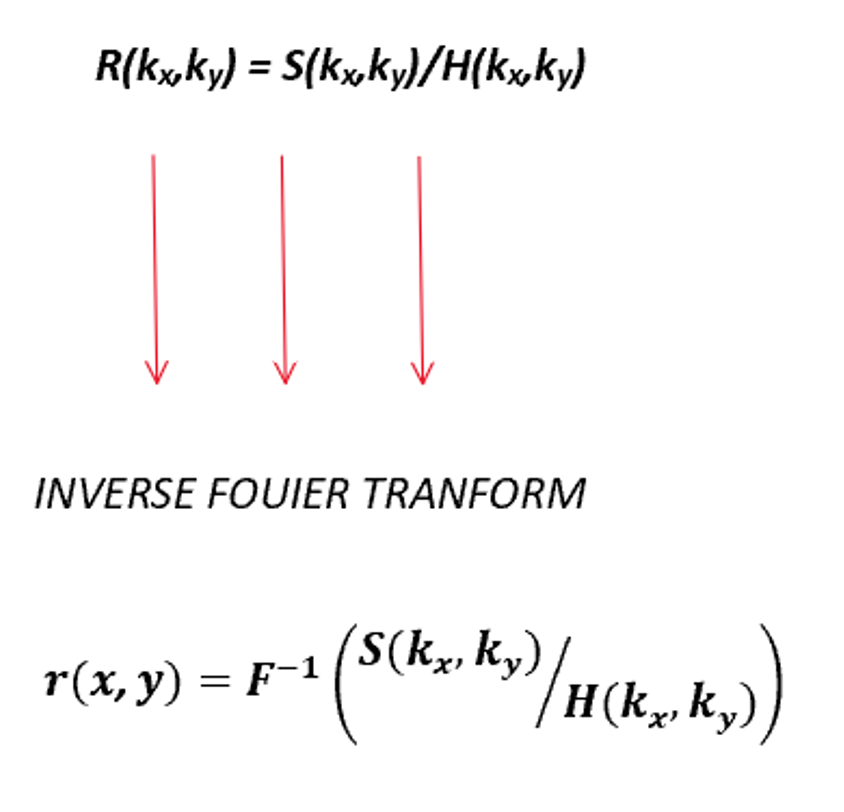 R(kx,ky) = S(kx,ky)/H(kx,ky)
INVERSE FOUIER TRANFORM
r(x, y) = F⁻¹(S(kx, ky)/H(kx, ky))